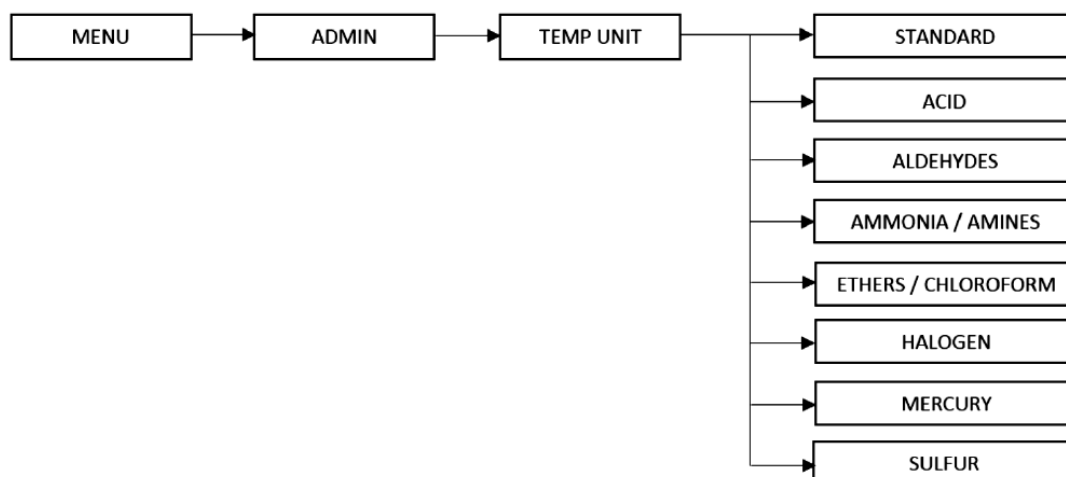 MENU
ADMIN
TEMP UNIT
STANDARD
ACID
ALDEHYDES
AMMONIA / AMINES
ETHERS / CHLOROFORM
HALOGEN
MERCURY
SULFUR